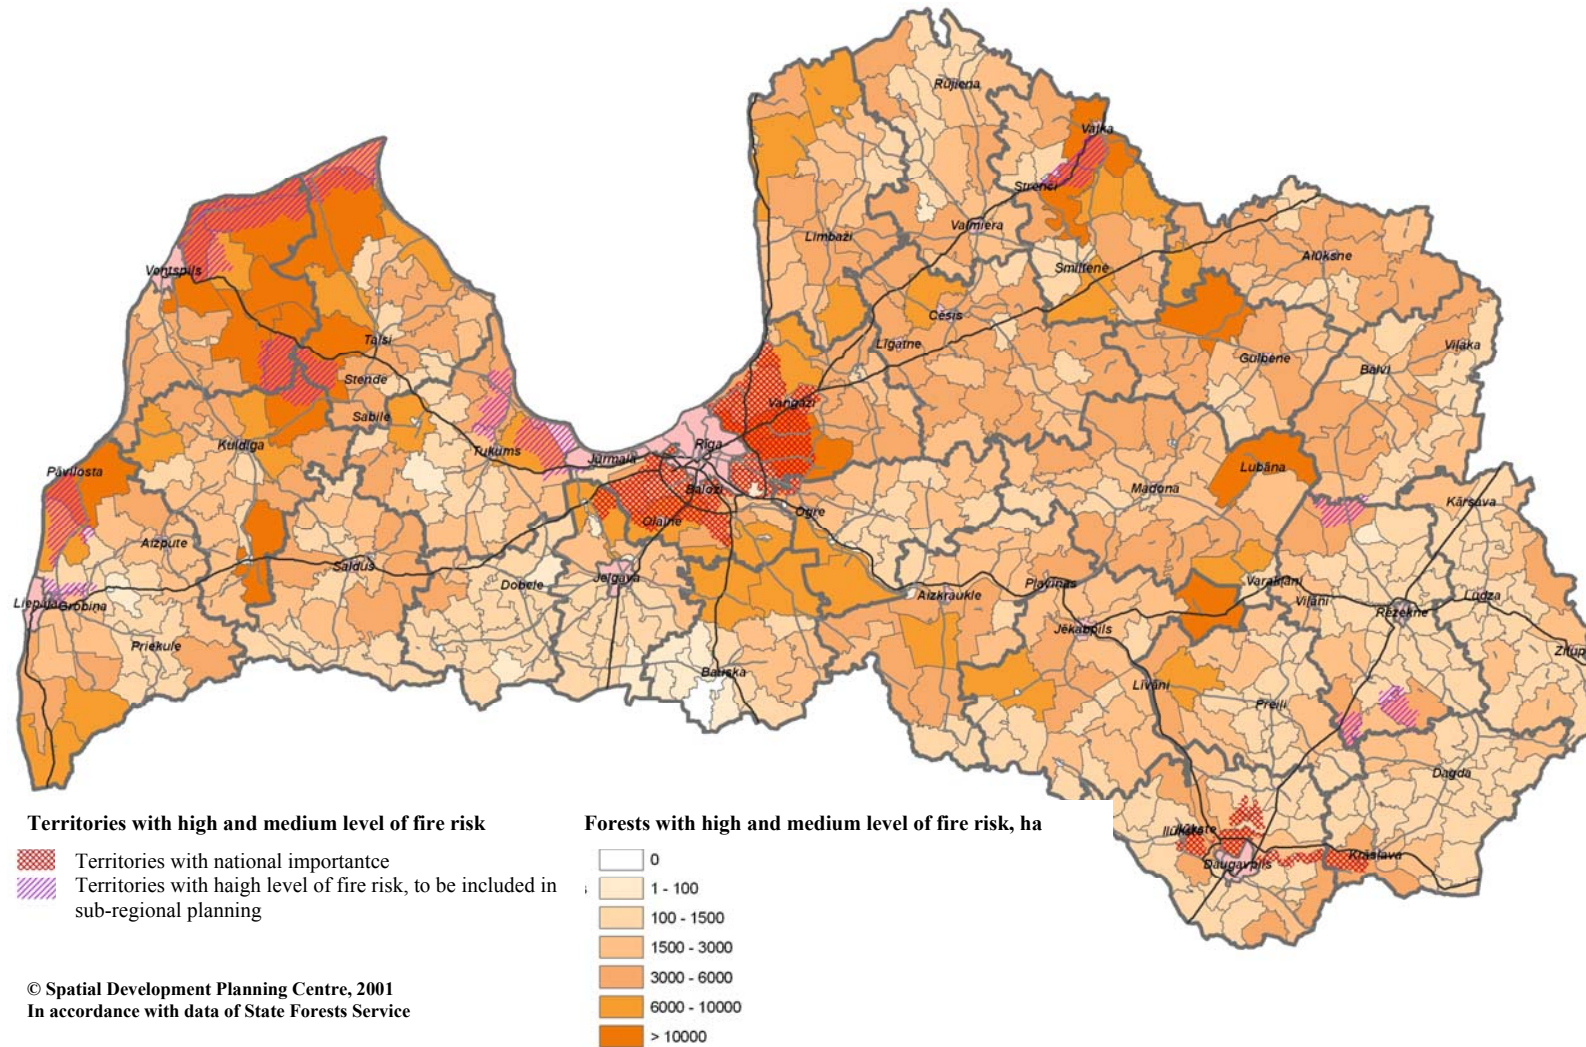 Rūjiena
Valka
Strenči
Valmiera
Limbaži
Smiltene
Alūksne
Ventspils
Cēsis
Talsi
Līgatne
Gulbene
Viļaka
Balvi
Stende
Vangaži
Sabile
Kuldīga
Rīga
Tukums
Jūrmala
Pāvilosta
Lubāna
Baloži
Madona
Kārsava
Ogre
Olaine
Aizpute
Saldus
Dobele
Jelgava
Pļaviņas
Varakļāni
Aizkraukle
Viļāni
Rēzekne
Ludza
Liepāja
Grobiņa
Jēkabpils
Priekule
Zilup
Bauska
Līvāni
Preiļi
Dagda
Ilūkste
Krāslava
Daugavpils
Territories with high and medium level of fire risk
Territories with national importantce
Territories with haigh level of fire risk, to be included in
sub-regional planning
© Spatial Development Planning Centre, 2001
In accordance with data of State Forests Service
Forests with high and medium level of fire risk, ha
0
1 - 100
100 - 1500
1500 - 3000
3000 - 6000
6000 - 10000
> 10000